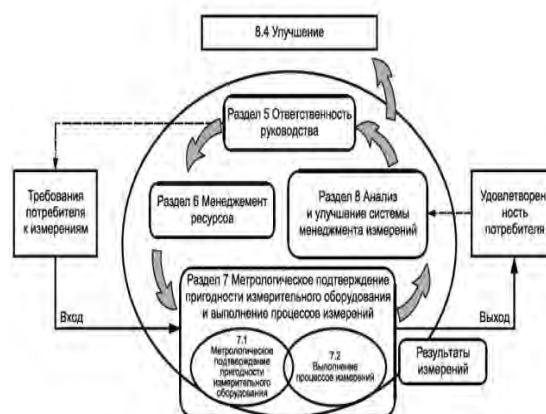 8.4 Улучшение
Раздел 5 Ответственность
руководства
Требования
потребителя
к измерениям
Раздел 6 Менеджмент
ресурсов
Раздел 8 Анализ
и улучшение системы
менеджмента измерений
Удовлетворен-
ность
потребителя
Раздел 7 Метрологическое подтверждение
пригодности измерительного оборудования
и выполнение процессов измерений
Вход
Выход
7.1
Метрологическое
подтверждение
пригодности
измерительного
оборудования
7.2
Выполнение
процессов измерений
Результаты
измерений